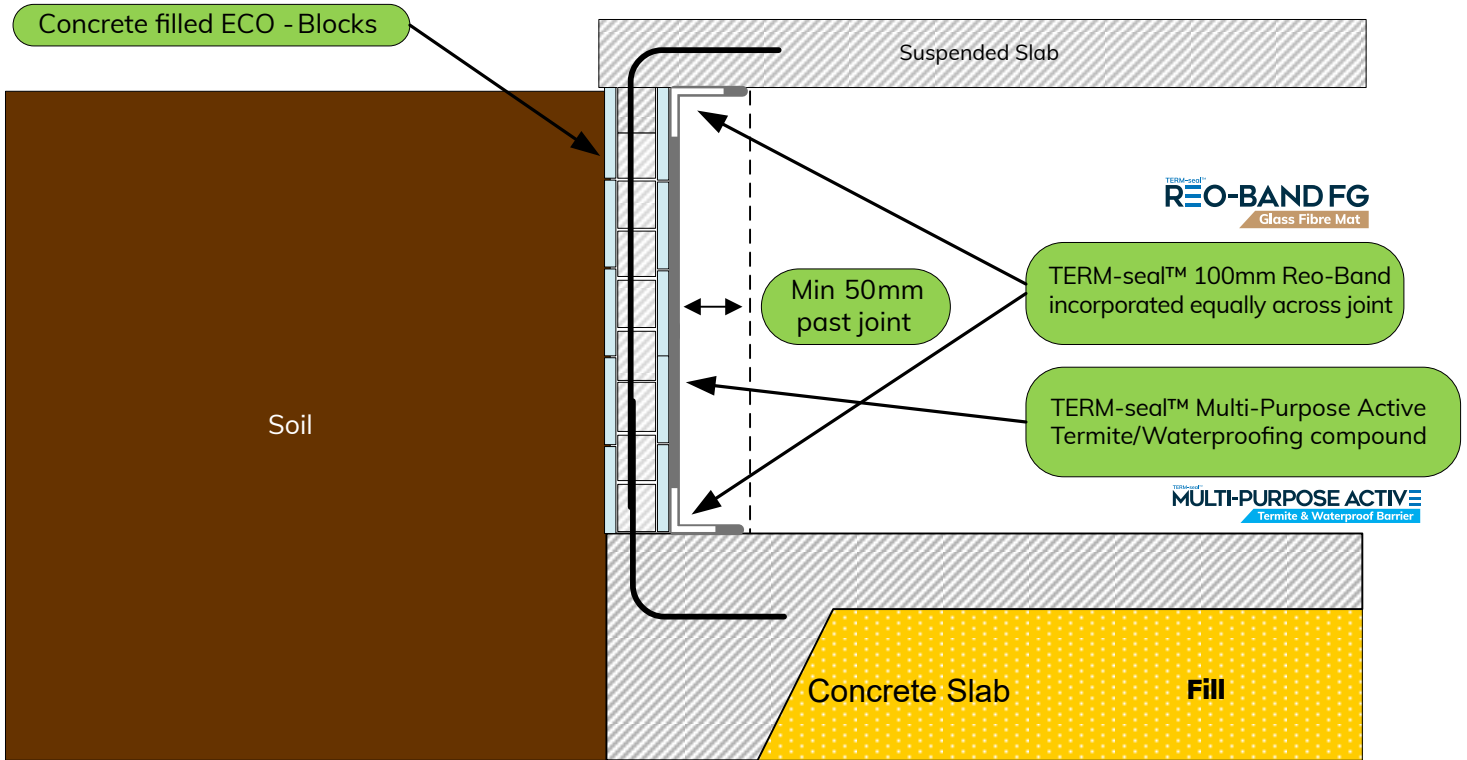 Concrete filled ECO - Blocks
Suspended Slab
TERM-seal™
REO-BAND FG
Glass Fibre Mat
TERM-seal™ 100mm Reo-Band
incorporated equally across joint
Min 50mm
past joint
TERM-seal™ Multi-Purpose Active
Termite/Waterproofing compound
Soil
TERM-seal™
MULTI-PURPOSE ACTIVE
Termite & Waterproof Barrier
Concrete Slab
Fill